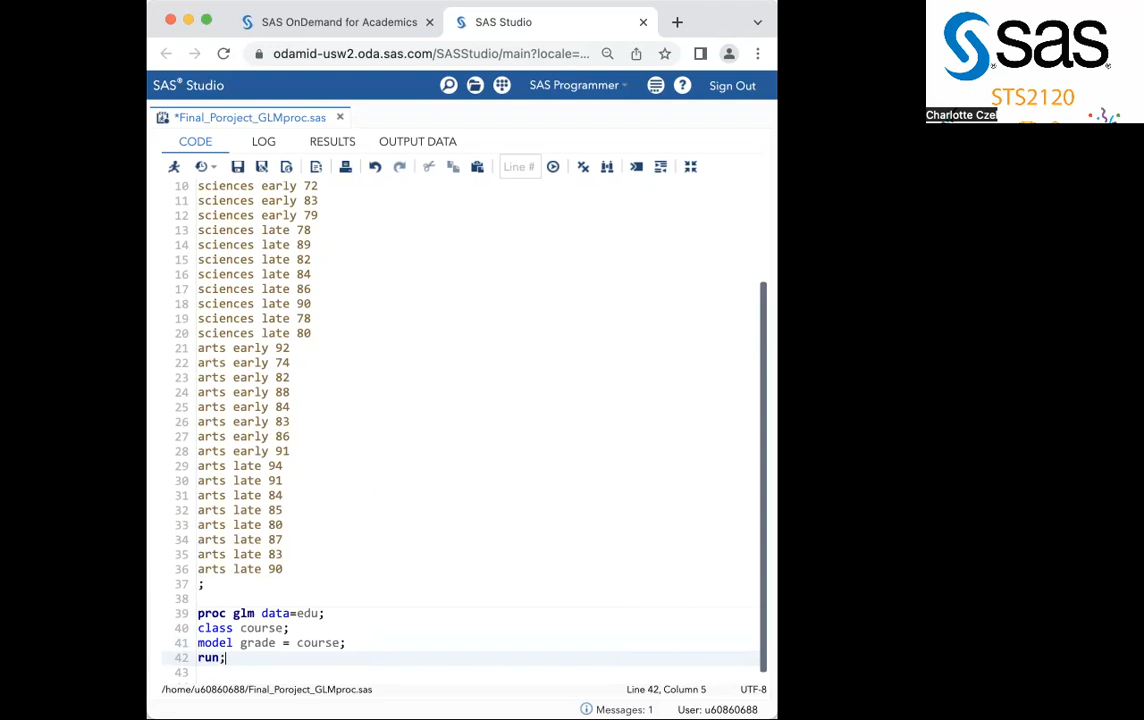 SAS OnDemand for Academics
SAS Studio
odamid-usw2.oda.sas.com/SASStudio/main?locale=...
SAS® Studio
SAS Programmer
Sign Out
*Final_Poroject_GLMproc.sas
CODE
LOG
RESULTS
OUTPUT DATA
Line #
10 sciences early 72
11 sciences early 83
12 sciences early 79
13 sciences late 78
14 sciences late 89
15 sciences late 82
16 sciences late 84
17 sciences late 86
18 sciences late 90
19 sciences late 78
20 sciences late 80
21 arts early 92
22 arts early 74
23 arts early 82
24 arts early 88
25 arts early 84
26 arts early 83
27 arts early 86
28 arts early 91
29 arts late 94
30 arts late 91
31 arts late 84
32 arts late 85
33 arts late 80
34 arts late 87
35 arts late 83
36 arts late 90
37 ;
38
39 proc glm data=edu;
40 class course;
41 model grade = course;
42 run;
43
/home/u60860688/Final_Poroject_GLMproc.sas
Line 42, Column 5
UTF-8
Messages: 1
User: u60860688
sas
STS2120
Charlotte Czel